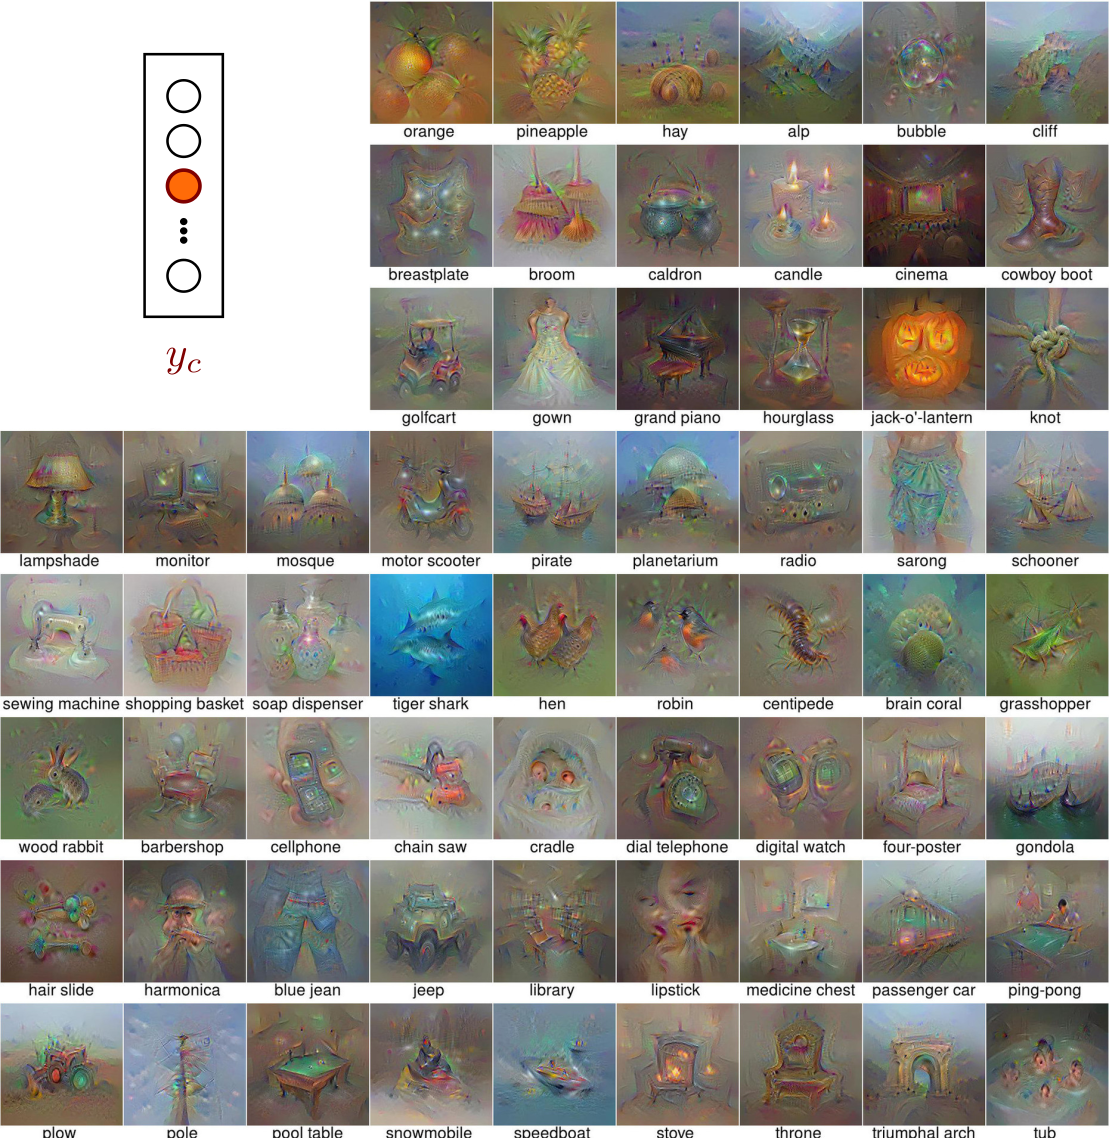 orange pineapple hay alp bubble cliff
breastplate broom caldron candle cinema cowboy boot
y_c
golfcart gown grand piano hourglass jack-o'-lantern knot
lampshade monitor mosque motor scooter pirate planetarium radio sarong schooner
sewing machine shopping basket soap dispenser tiger shark hen robin centipede brain coral grasshopper
wood rabbit barbershop cellphone chain saw cradle dial telephone digital watch four-poster gondola
hair slide harmonica blue jean jeep library lipstick medicine chest passenger car ping-pong
plow pole pool table snowmobile speedboat stove throne triumphal arch tub